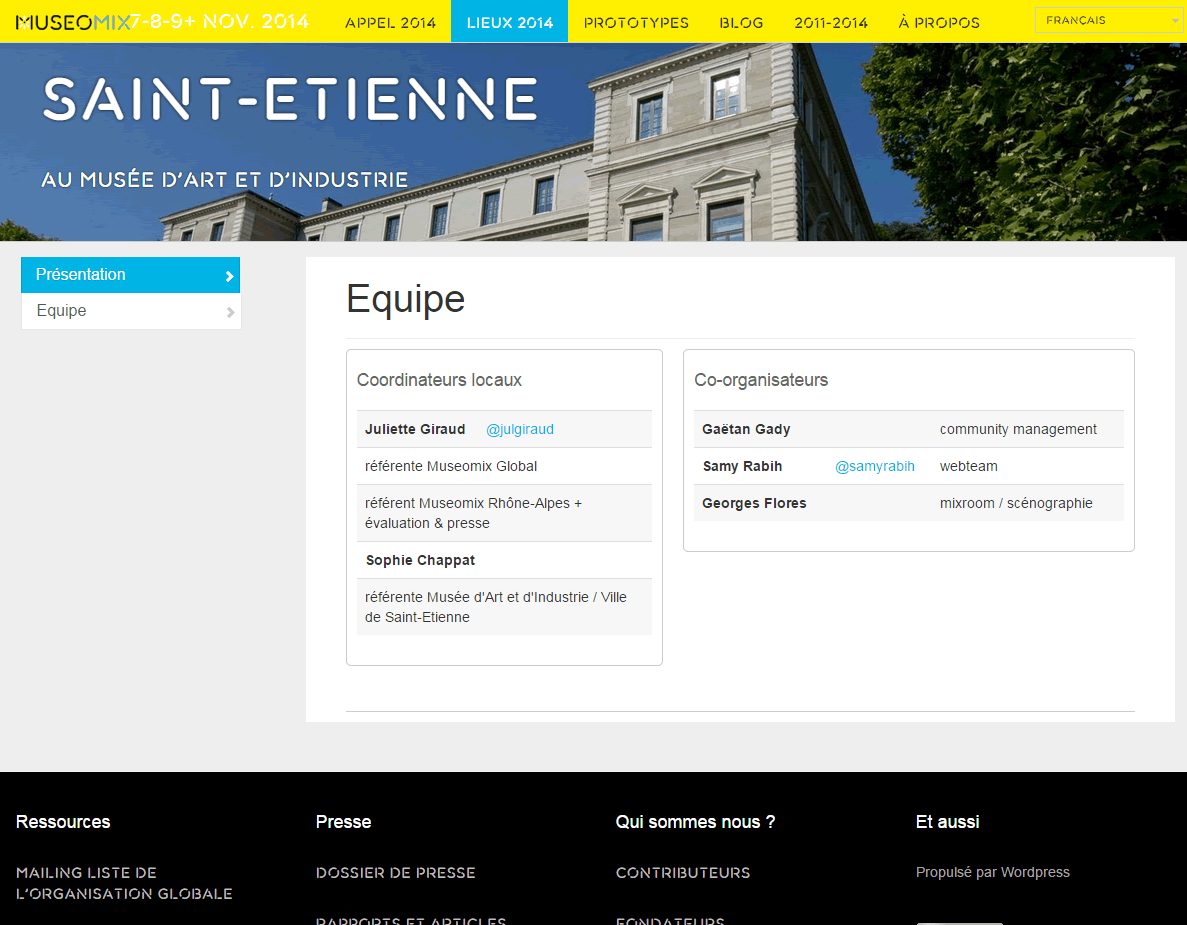 MUSEOMIX 7-8-9+ NOV. 2014 APPEL 2014 LIEUX 2014 PROTOTYPES BLOG 2011-2014 À PROPOS FRANÇAIS
SAINT-ETIENNE
AU MUSÉE D'ART ET D'INDUSTRIE
Présentation
Equipe
Equipe
Coordinateurs locaux
Juliette Giraud @julgiraud
référente Museomix Global
référent Museomix Rhône-Alpes +
évaluation & presse
Sophie Chappat
référente Musée d'Art et d'Industrie / Ville
de Saint-Etienne
Co-organisateurs
Gaëtan Gady community management
Samy Rabih @samyrabih webteam
Georges Flores mixroom / scénographie
Ressources
MAILING LISTE DE
L'ORGANISATION GLOBALE
Presse
DOSSIER DE PRESSE
RAPPORTS ET ARTICLES
Qui sommes nous ?
CONTRIBUTEURS
FONDATEURS
Et aussi
Propulsé par Wordpress